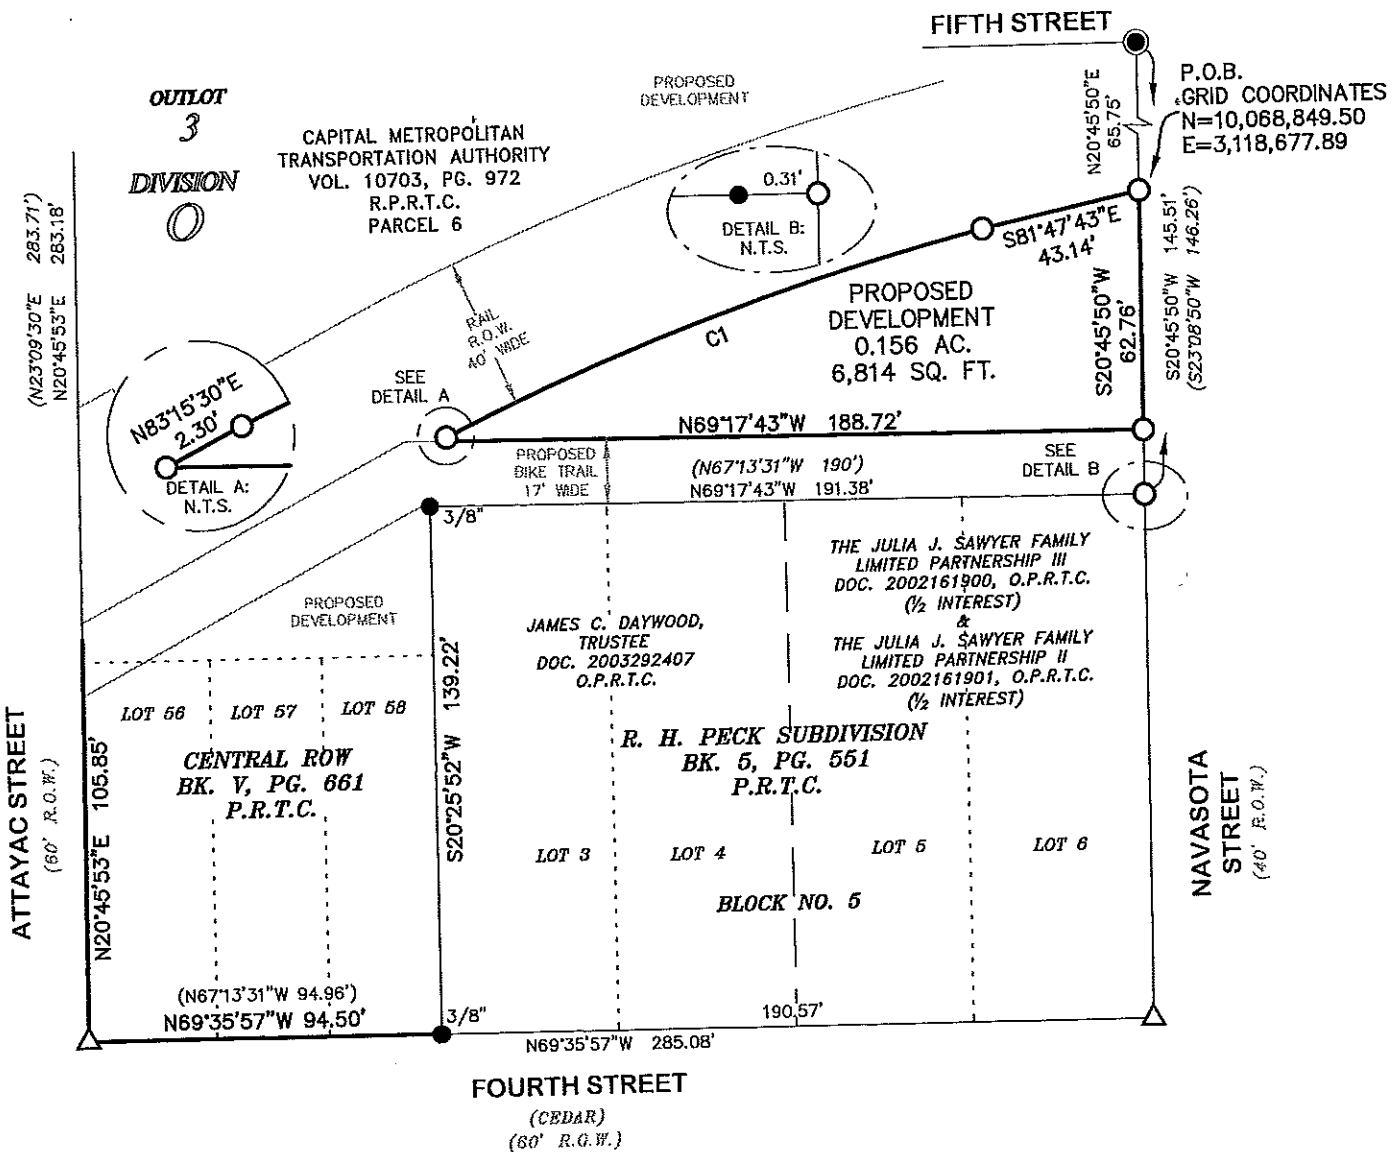 FIFTH STREET
P.O.B.
GRID COORDINATES
N=10,068,849.50
E=3,118,677.89
N20°45'50"E
65.75'
OUTLOT
3
DIVISION
O
CAPITAL METROPOLITAN
TRANSPORTATION AUTHORITY
VOL. 10703, PG. 972
R.P.R.T.C.
PARCEL 6
PROPOSED
DEVELOPMENT
0.31'
DETAIL B:
N.T.S.
(N23°09'30"E 283.71')
N20°45'53"E 283.18'
RAIL
R.O.W.
40' WIDE
C1
S81°47'43"E
43.14'
PROPOSED
DEVELOPMENT
0.156 AC.
6,814 SQ. FT.
S20°45'50"W
62.76'
S20°45'50"W 145.51'
(S23°08'50"W 146.26')
N83°15'30"E
2.30'
DETAIL A:
N.T.S.
SEE
DETAIL A
N69°17'43"W 188.72'
PROPOSED
BIKE TRAIL
17' WIDE
(N67°13'31"W 190')
N69°17'43"W 191.38'
SEE
DETAIL B
3/8"
PROPOSED
DEVELOPMENT
JAMES C. DAYWOOD,
TRUSTEE
DOC. 2003292407
O.P.R.T.C.
THE JULIA J. SAWYER FAMILY
LIMITED PARTNERSHIP III
DOC. 2002161900, O.P.R.T.C.
(½ INTEREST)
&
THE JULIA J. SAWYER FAMILY
LIMITED PARTNERSHIP II
DOC. 2002161901, O.P.R.T.C.
(½ INTEREST)
LOT 56
LOT 57
LOT 58
CENTRAL ROW
BK. V, PG. 661
P.R.T.C.
S20°25'52"W 139.22'
R. H. PECK SUBDIVISION
BK. 5, PG. 551
P.R.T.C.
ATTAYAC STREET
(60' R.O.W.)
N20°45'53"E 105.85'
LOT 3
LOT 4
LOT 5
LOT 6
BLOCK NO. 5
NAVASOTA
STREET
(40' R.O.W.)
(N67°13'31"W 94.96')
N69°35'57"W 94.50'
3/8"
190.57'
N69°35'57"W 285.08'
FOURTH STREET
(CEDAR)
(60' R.O.W.)